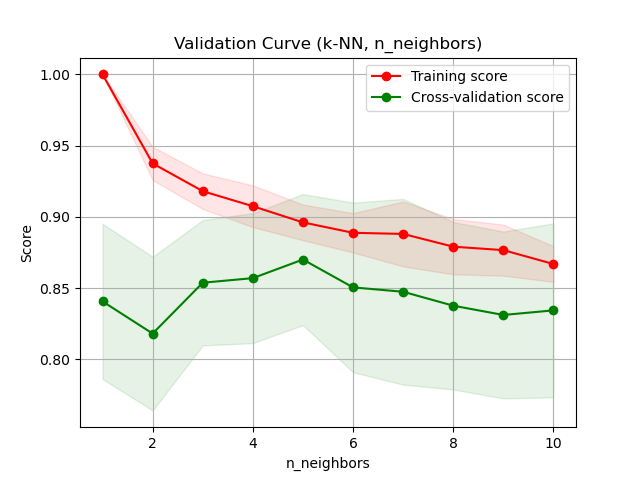 Validation Curve (k-NN, n_neighbors)
Training score
Cross-validation score
1.00
0.95
0.90
0.85
0.80
Score
2 4 6 8 10
n_neighbors